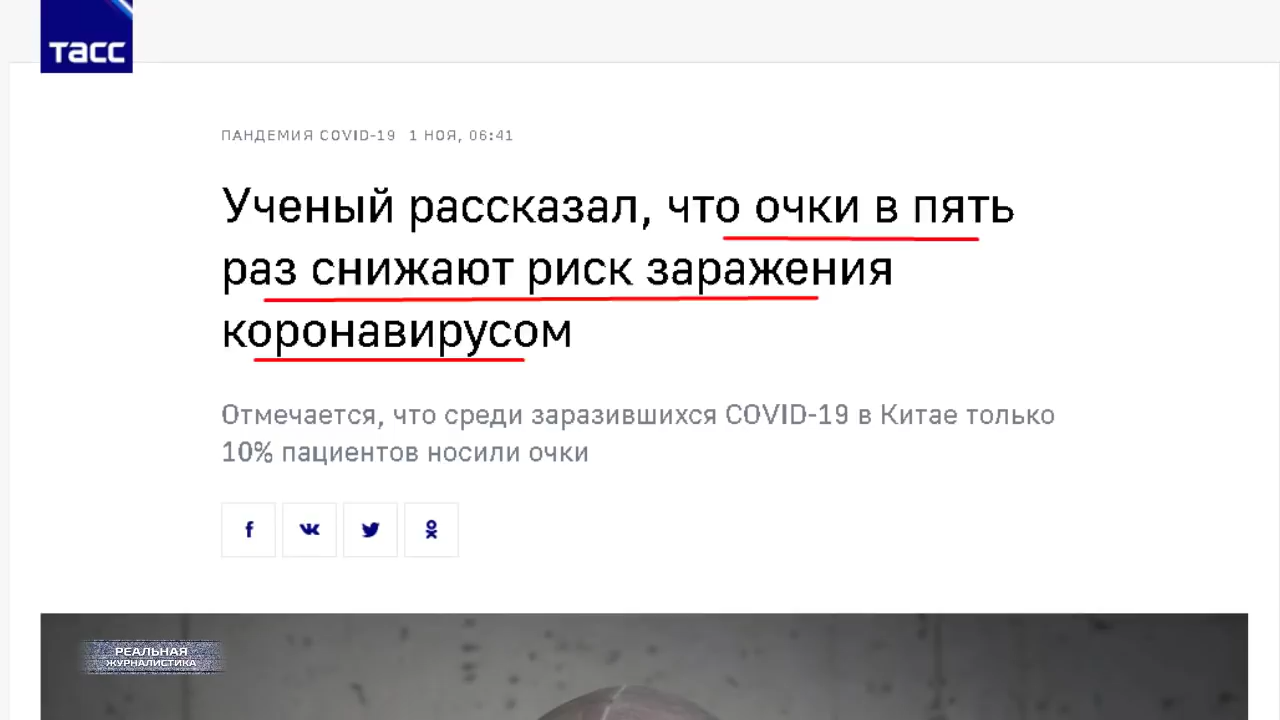 тасс
ПАНДЕМИЯ COVID-19 1 НОЯ, 06:41
Ученый рассказал, что очки в пять
раз снижают риск заражения
коронавирусом
Отмечается, что среди заразившихся COVID-19 в Китае только
10% пациентов носили очки
РЕАЛЬНАЯ
ЖУРНАЛИСТИКА